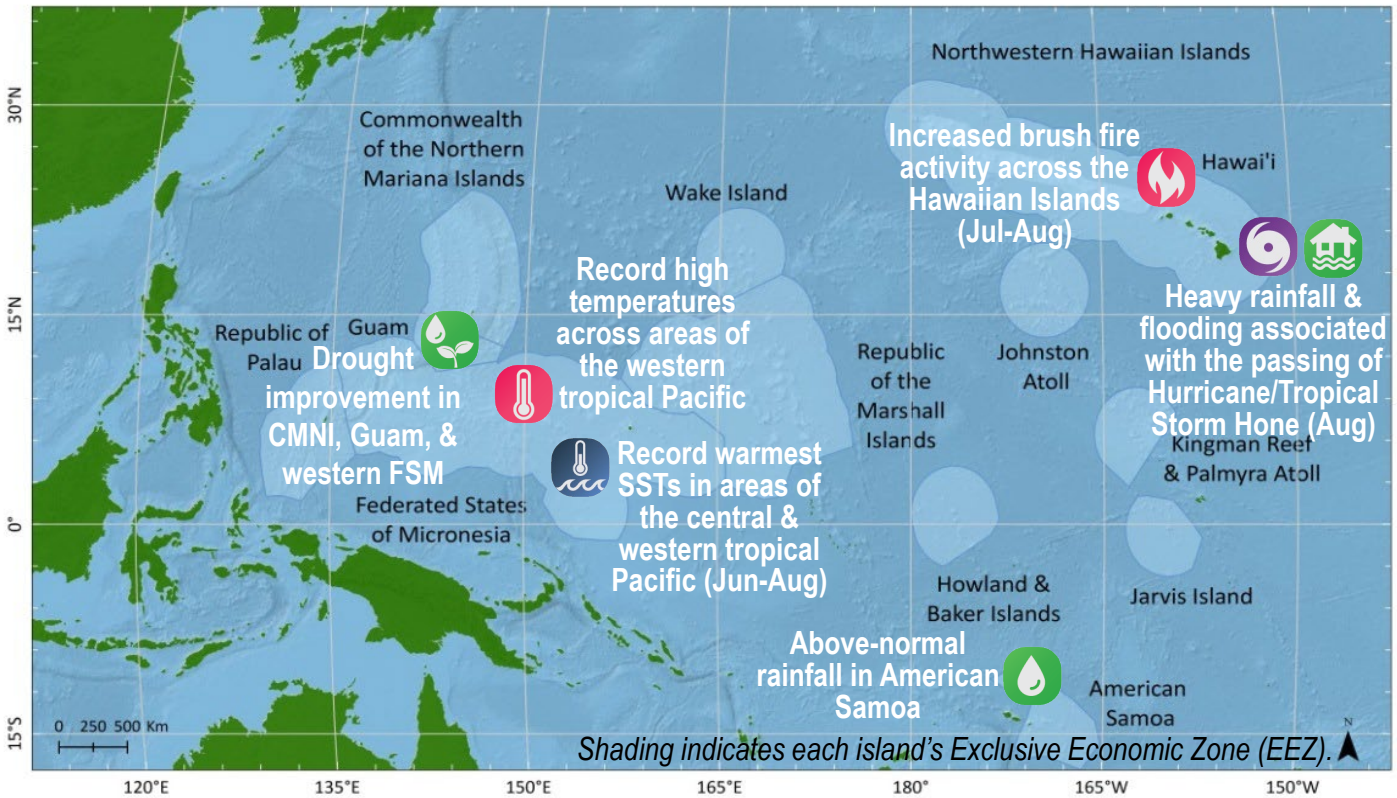 Northwestern Hawaiian Islands
30°N
Commonwealth
of the Northern
Mariana Islands
Increased brush fire
activity across the
Hawaiian Islands
(Jul-Aug)
Hawai'i
Wake Island
Record high
temperatures
across areas of
the western
tropical Pacific
Heavy rainfall &
flooding associated
with the passing of
Hurricane/Tropical
Storm Hone (Aug)
15°N
Republic of
Palau
Guam
Drought
improvement in
CMNI, Guam, &
western FSM
Republic
of the
Marshall
Islands
Johnston
Atoll
Kingman Reef
& Palmyra Atoll
Record warmest
SSTs in areas of
the central &
western tropical
Pacific (Jun-Aug)
Federated States
of Micronesia
0°
Howland &
Baker Islands
Jarvis Island
Above-normal
rainfall in American
Samoa
American
Samoa
15°S
0 250 500 Km
N
Shading indicates each island's Exclusive Economic Zone (EEZ).
120°E 135°E 150°E 165°E 180° 165°W 150°W